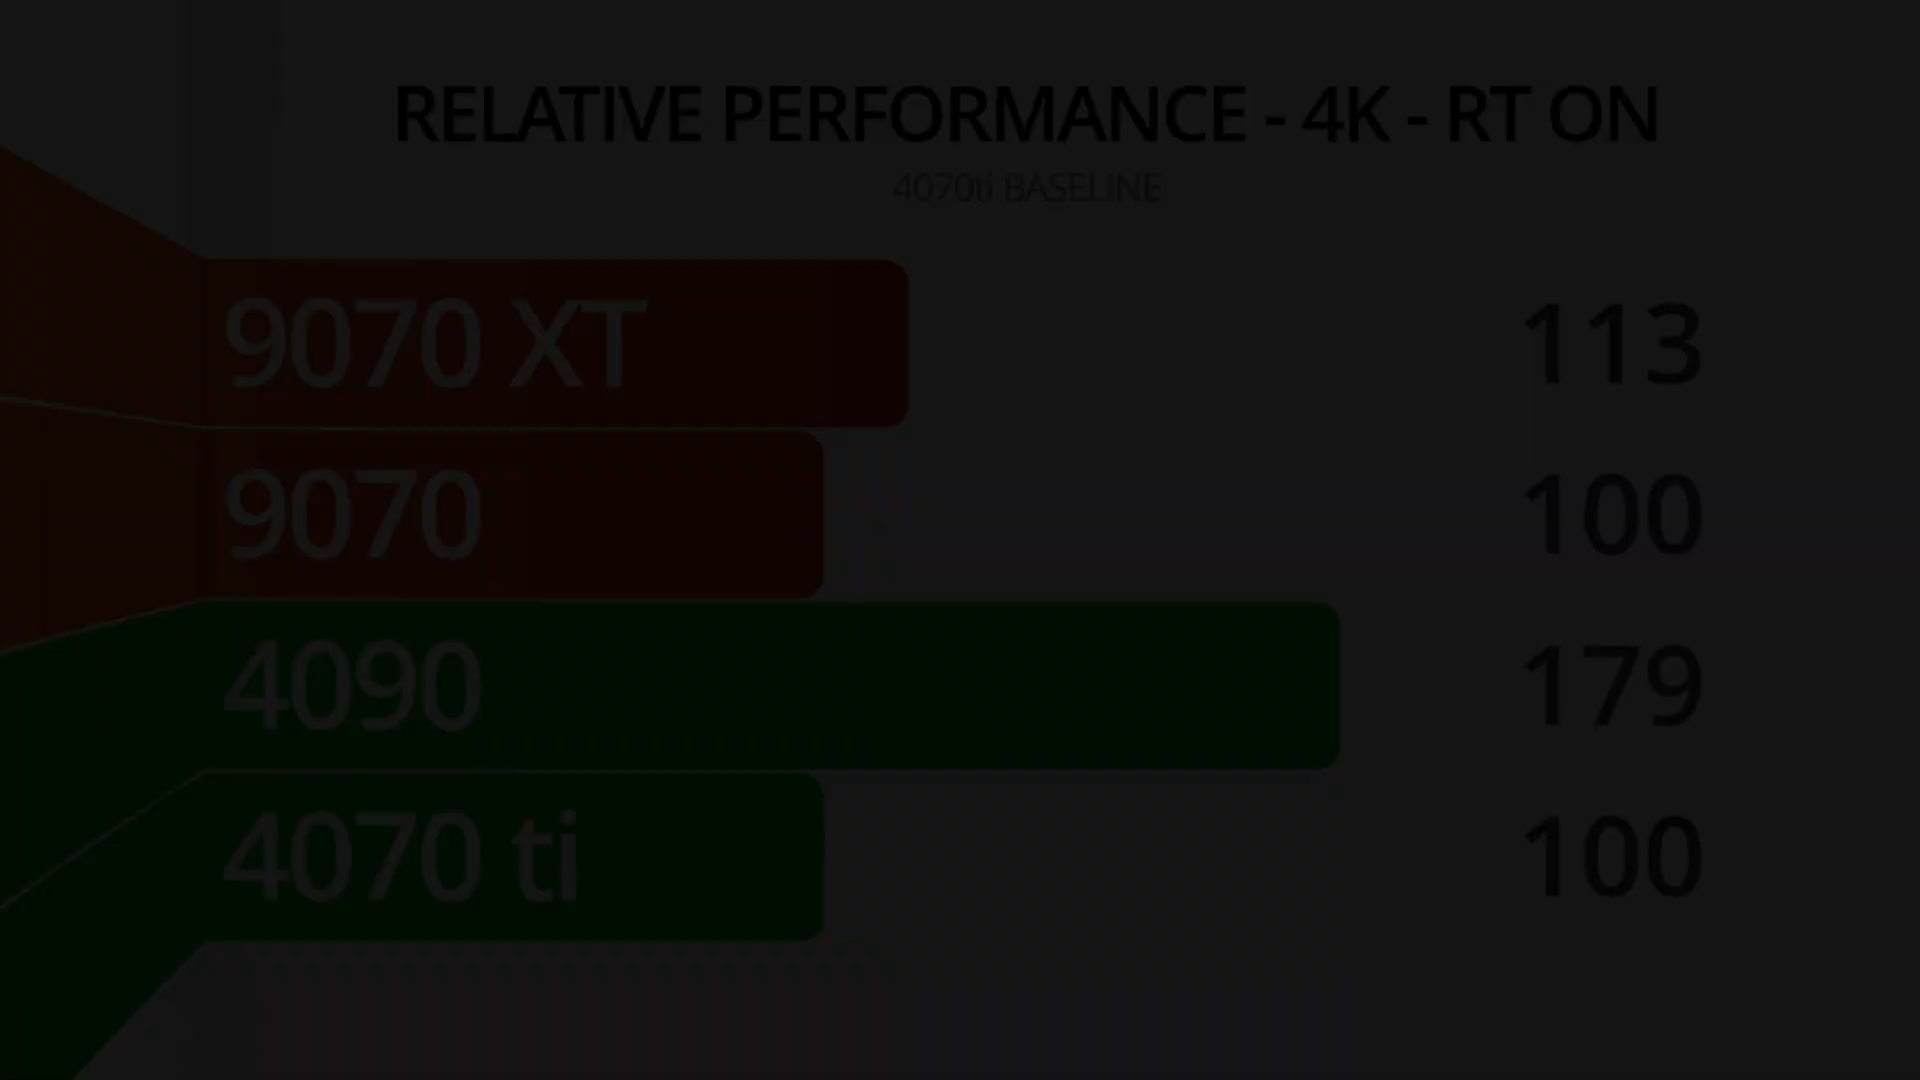 RELATIVE PERFORMANCE - 4K - RT ON
4070ti BASELINE
9070 XT 113
9070 100
4090 179
4070 ti 100